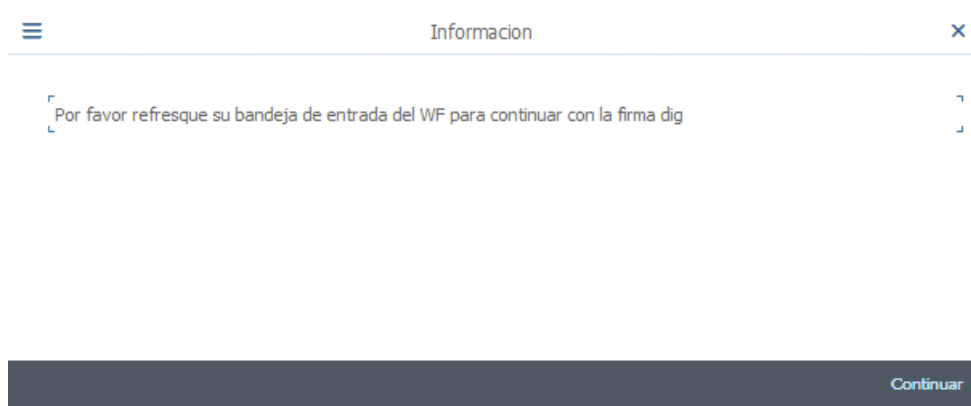 Informacion
Por favor refresque su bandeja de entrada del WF para continuar con la firma dig
Continuar